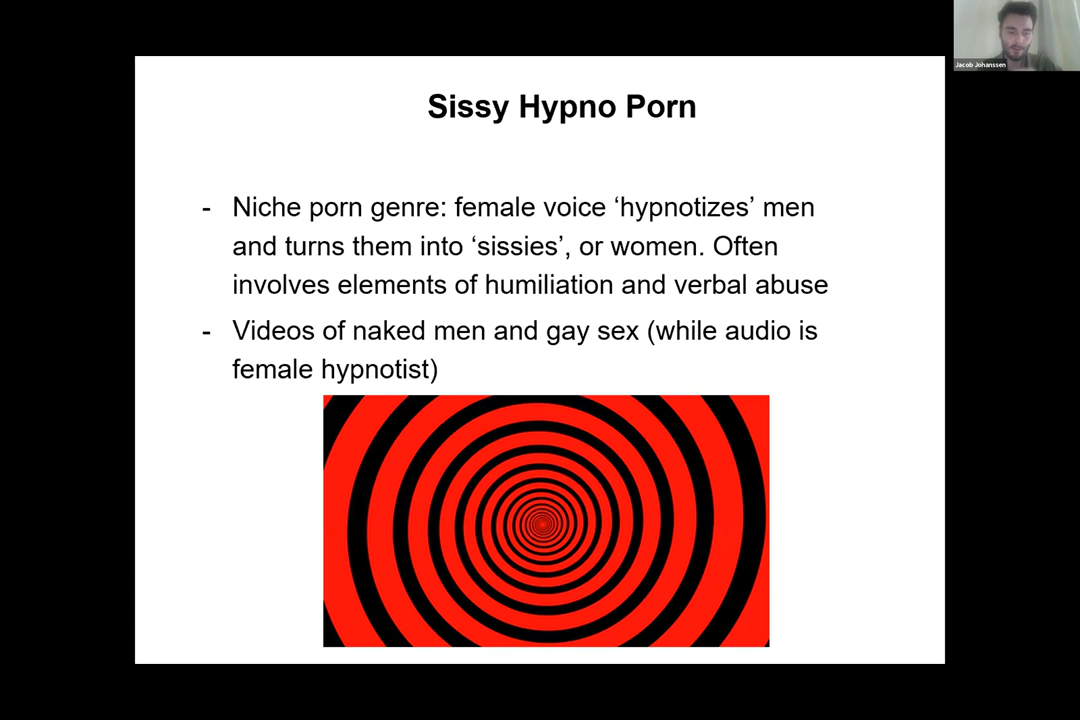 Jacob Johanssen
Sissy Hypno Porn
- Niche porn genre: female voice ‘hypnotizes’ men
and turns them into ‘sissies’, or women. Often
involves elements of humiliation and verbal abuse
- Videos of naked men and gay sex (while audio is
female hypnotist)